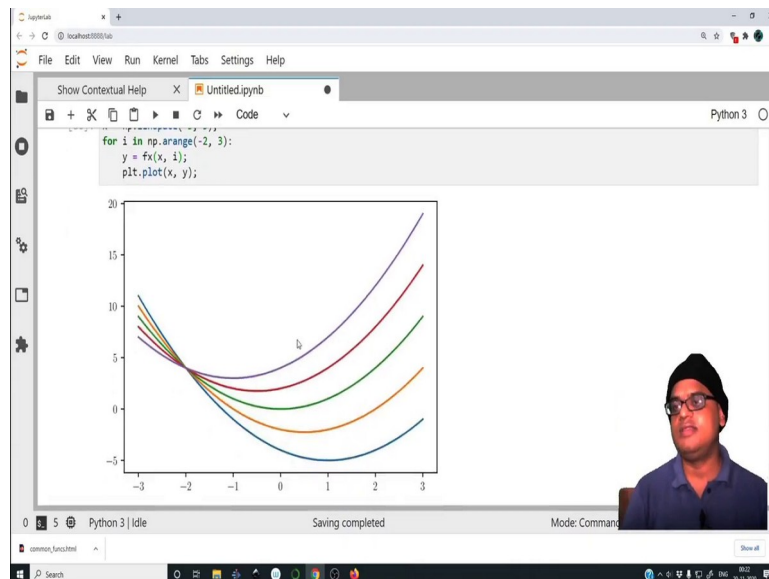 JupyterLab
localhost:8888/lab
File Edit View Run Kernel Tabs Settings Help
Show Contextual Help
Untitled.ipynb
Code
Python 3
for i in np.arange(-2, 3):
y = fx(x, i);
plt.plot(x, y);
20
15
10
5
0
−5
−3 −2 −1 0 1 2 3
0 5 Python 3 | Idle Saving completed Mode: Command
common_funcs.html
Show all
Search
ENG
00:22